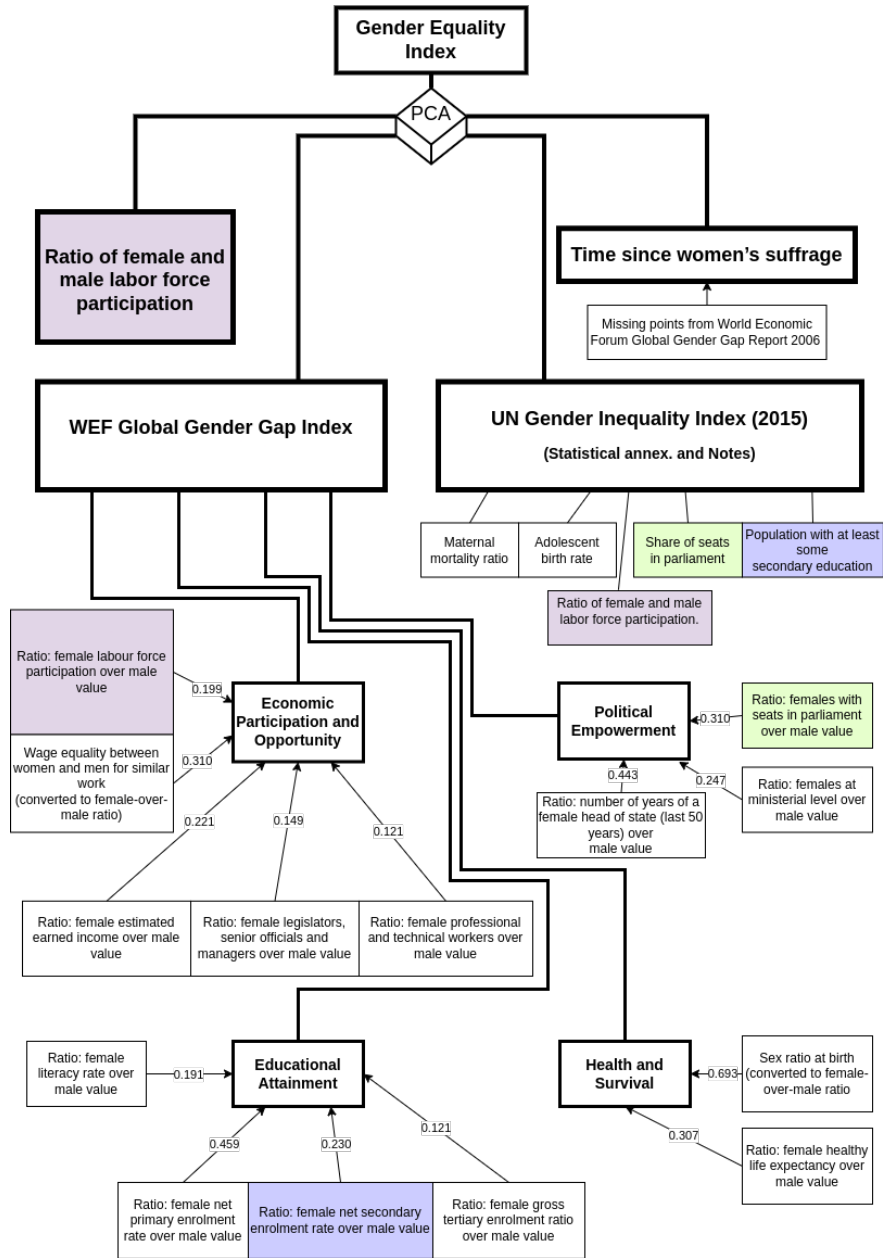 Gender Equality
Index
PCA
Ratio of female and
male labor force
participation
Time since women's suffrage
Missing points from World Economic
Forum Global Gender Gap Report 2006
WEF Global Gender Gap Index
UN Gender Inequality Index (2015)
(Statistical annex. and Notes)
Maternal
mortality ratio
Adolescent
birth rate
Share of seats
in parliament
Population with at least
some
secondary education
Ratio of female and male
labor force participation.
Ratio: female labour force
participation over male
value
0.199
Wage equality between
women and men for similar
work
(converted to female-over-
male ratio)
0.310
Economic
Participation and
Opportunity
0.221
0.149
0.121
Political
Empowerment
0.310
Ratio: females with
seats in parliament
over male value
0.443
0.247
Ratio: number of years of a
female head of state (last 50
years) over
male value
Ratio: females at
ministerial level over
male value
Ratio: female estimated
earned income over male
value
Ratio: female legislators,
senior officials and
managers over male value
Ratio: female professional
and technical workers over
male value
Ratio: female
literacy rate over
male value
0.191
Educational
Attainment
0.459
0.230
0.121
Health and
Survival
0.693
Sex ratio at birth
(converted to female-
over-male ratio
0.307
Ratio: female healthy
life expectancy over
male value
Ratio: female net
primary enrolment
rate over male value
Ratio: female net secondary
enrolment rate over male value
Ratio: female gross
tertiary enrolment ratio
over male value